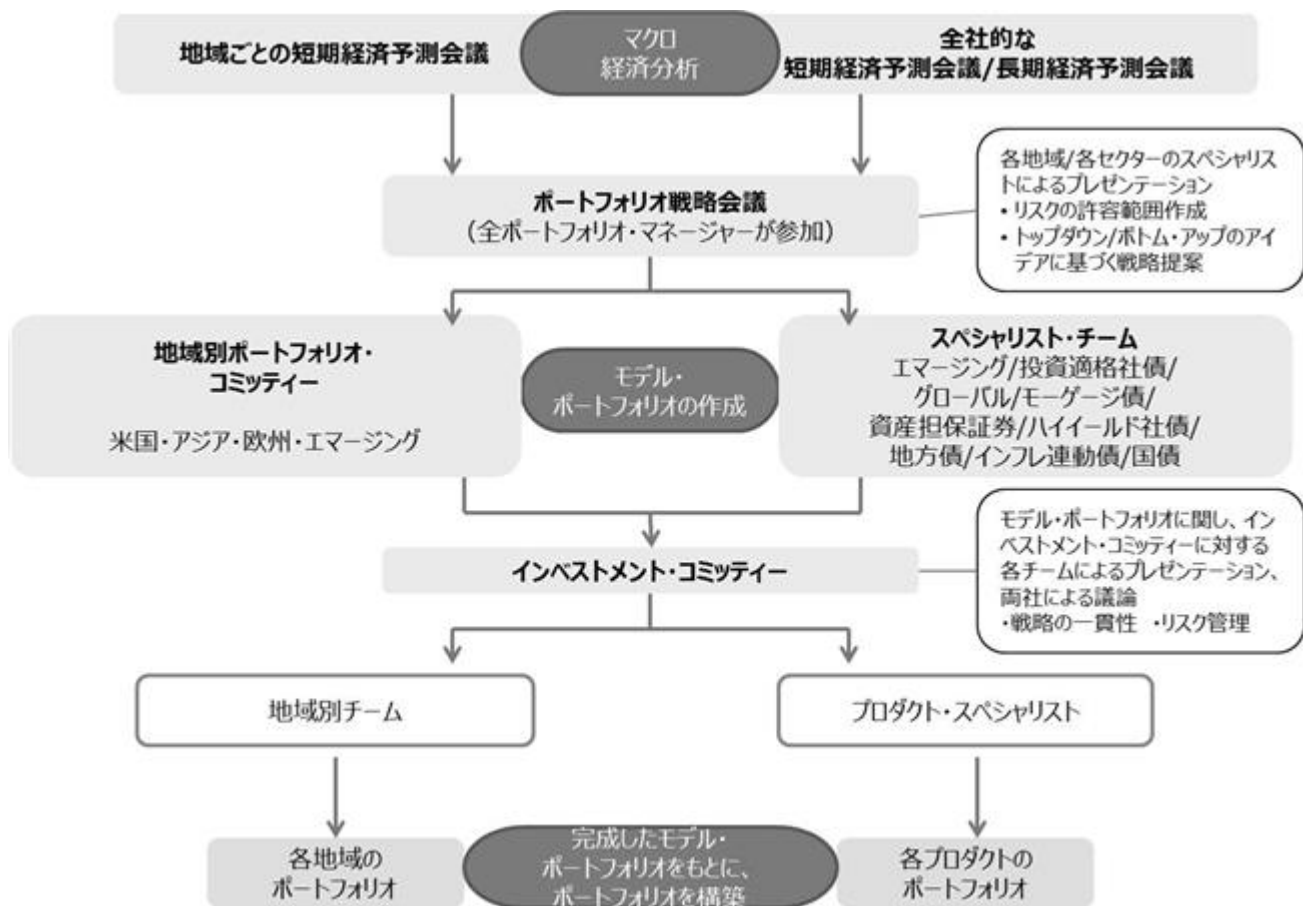 地域ごとの短期経済予測会議
マクロ
経済分析
全社的な
短期経済予測会議/長期経済予測会議
各地域/各セクターのスペシャリス
トによるプレゼンテーション
• リスクの許容範囲作成
• トップダウン/ボトム・アップのアイ
デアに基づく戦略提案
ポートフォリオ戦略会議
（全ポートフォリオ・マネージャーが参加）
地域別ポートフォリオ・
コミッティー
米国・アジア・欧州・エマージング
モデル・
ポートフォリオの作成
スペシャリスト・チーム
エマージング/投資適格社債/
グローバル/モーゲージ債/
資産担保証券/ハイイールド社債/
地方債/インフレ連動債/国債
モデル・ポートフォリオに関し、イン
ベストメント・コミッティーに対する
各チームによるプレゼンテーション、
両社による議論
・戦略の一貫性 ・リスク管理
インベストメント・コミッティー
地域別チーム
プロダクト・スペシャリスト
各地域の
ポートフォリオ
完成したモデル・
ポートフォリオをもとに、
ポートフォリオを構築
各プロダクトの
ポートフォリオ